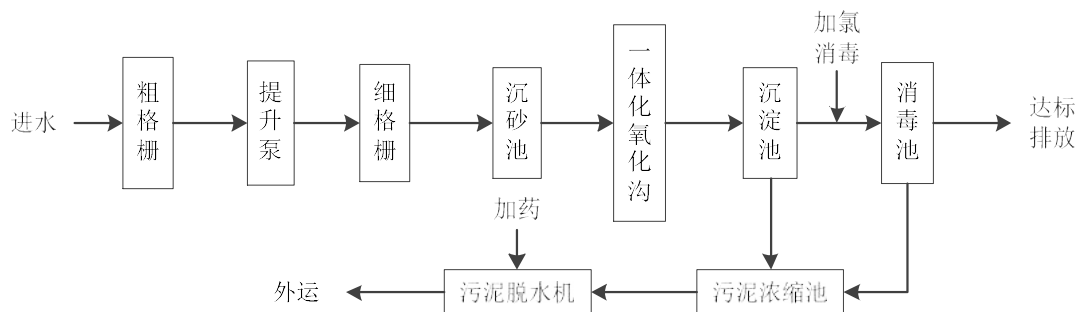 进水
粗格栅
提升泵
细格栅
沉砂池
一体化氧化沟
沉淀池
加氯
消毒
消毒池
达标
排放
加药
外运
污泥脱水机
污泥浓缩池